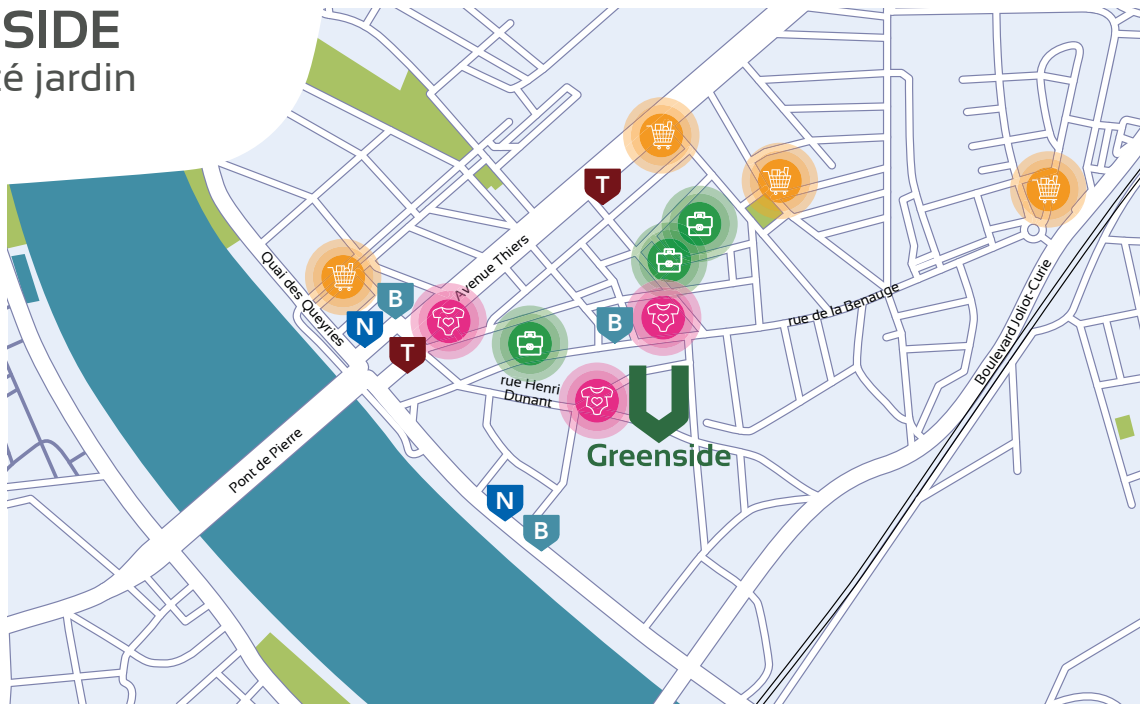 SIDE
té jardin
T
Avenue Thiers
Quai des Queyries
B
N
T
B
rue de la Benauge
Boulevard Joliot-Curie
rue Henri
Dunant
Greenside
Pont de Pierre
N
B